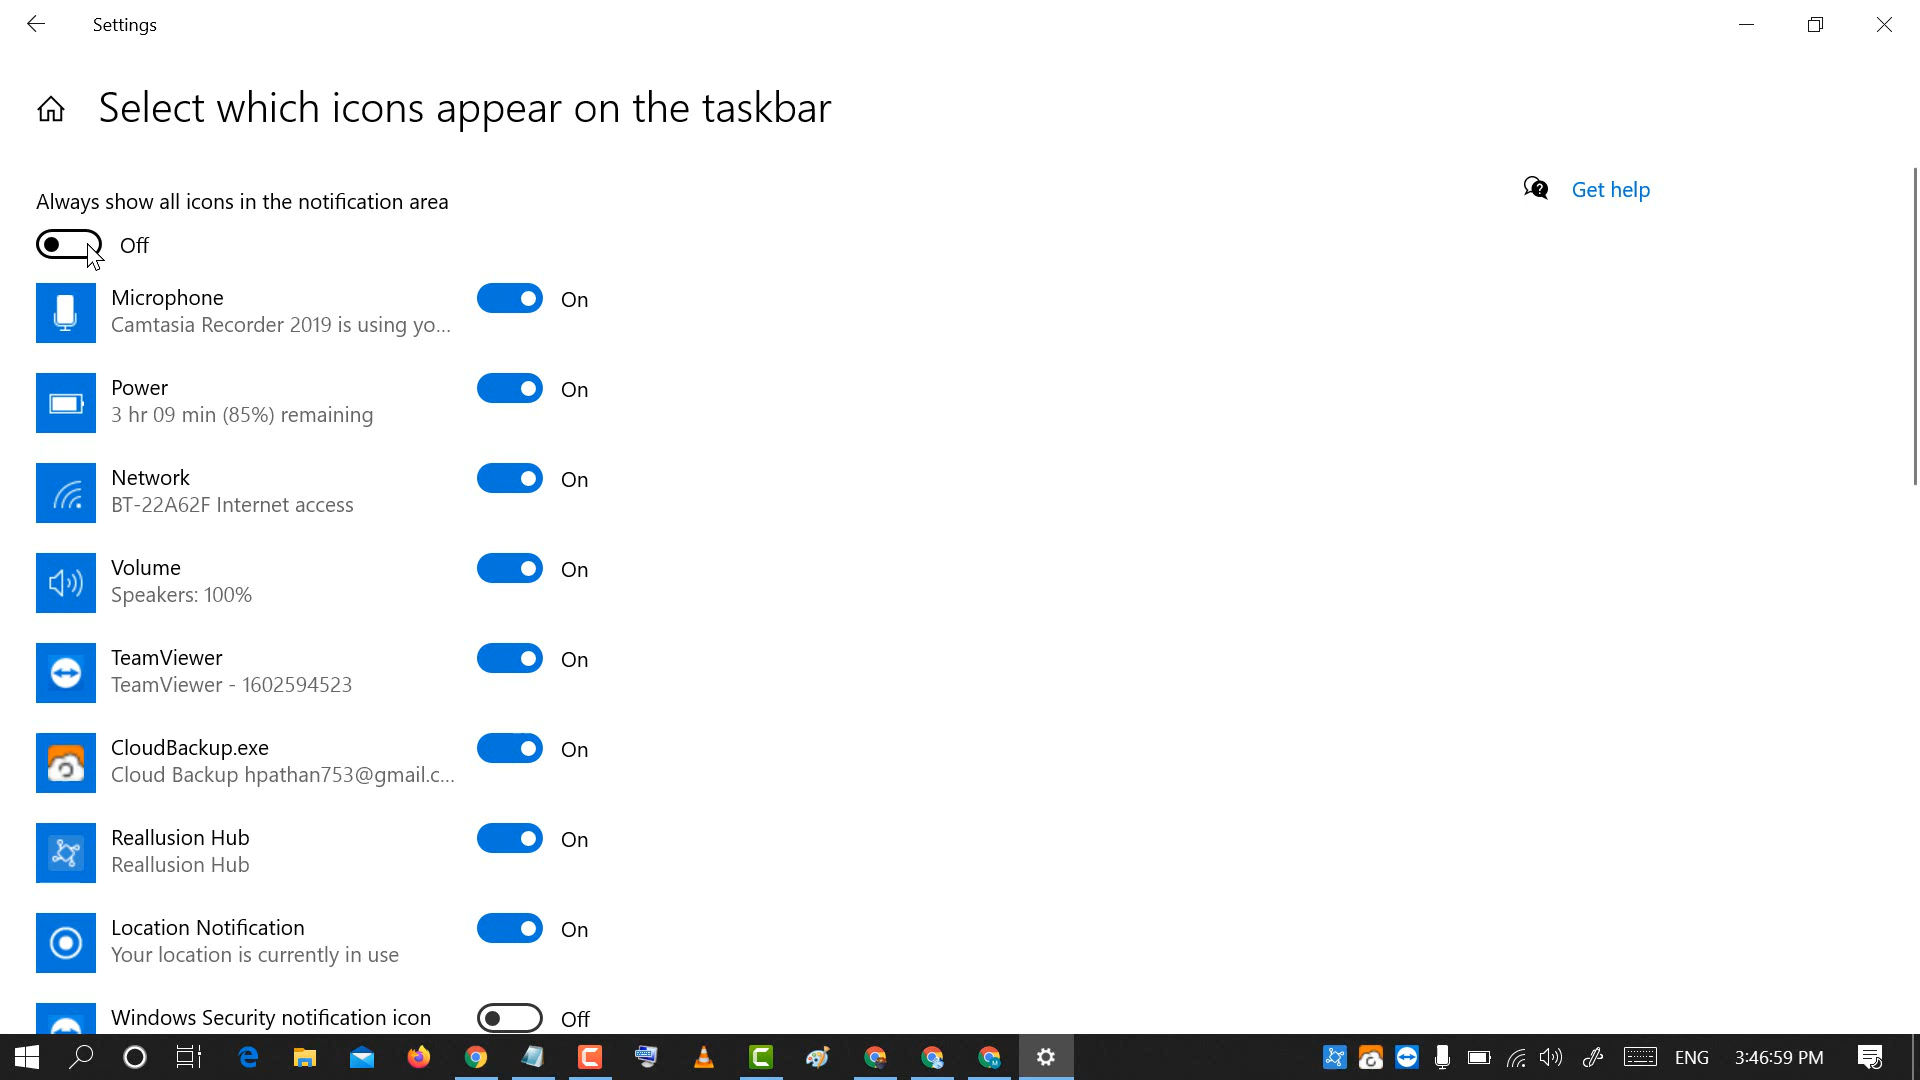 Settings
Select which icons appear on the taskbar
Always show all icons in the notification area
Get help
Off
Microphone
On
Camtasia Recorder 2019 is using yo...
Power
On
3 hr 09 min (85%) remaining
Network
On
BT-22A62F Internet access
Volume
On
Speakers: 100%
TeamViewer
On
TeamViewer - 1602594523
CloudBackup.exe
On
Cloud Backup hpathan753@gmail.c...
Reallusion Hub
On
Reallusion Hub
Location Notification
On
Your location is currently in use
Windows Security notification icon
Off
ENG
3:46:59 PM